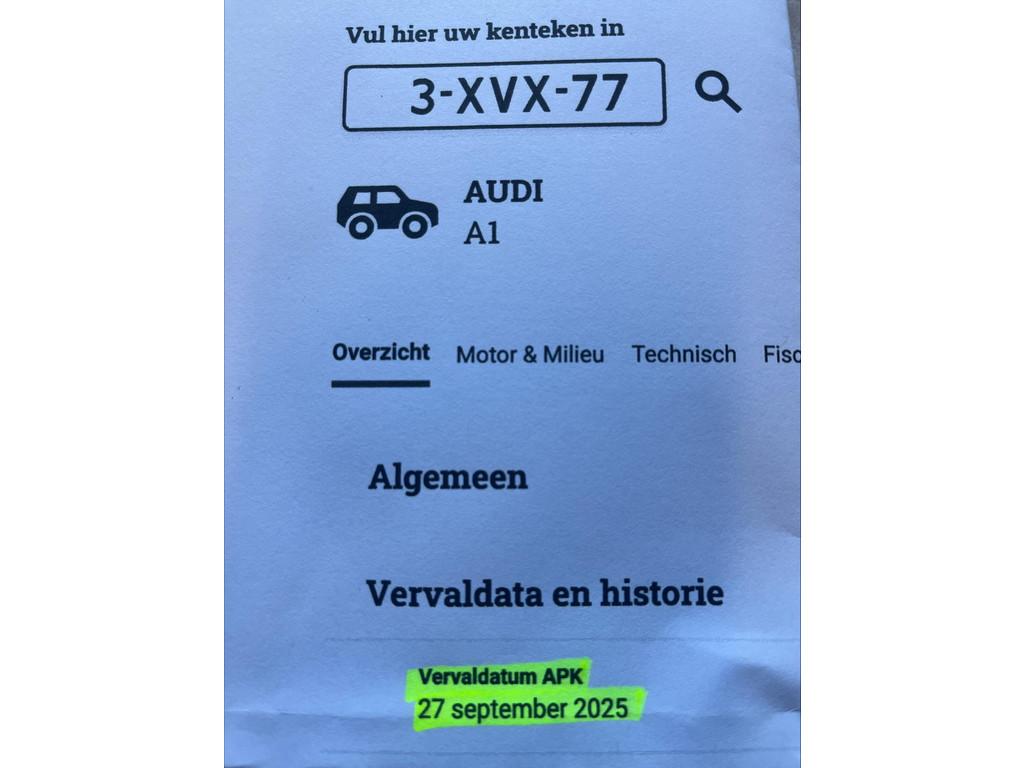 Vul hier uw kenteken in
3-XVX-77
AUDI
A1
Overzicht Motor & Milieu Technisch Fisc
Algemeen
Vervaldata en historie
Vervaldatum APK
27 september 2025